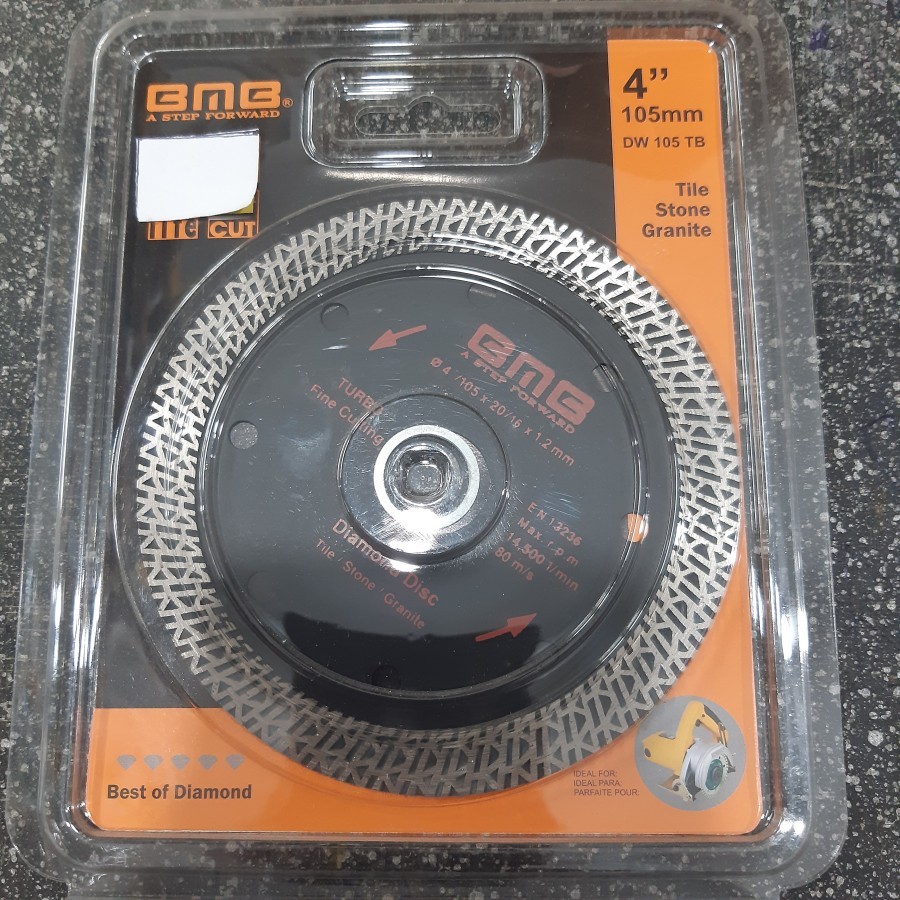 BMB®
A STEP FORWARD
CUT
4”
105mm
DW 105 TB
Tile
Stone
Granite
BMB
A STEP FORWARD
Ø 4"/105 x 20/16 x 1.2 mm
TURBO
Fine Cutting
EN 13236
Max. r.p.m
14,500 1/min
80 m/s
Diamond Disc
Tile · Stone · Granite
Best of Diamond
IDEAL FOR:
IDEAL PARA:
PARFAITE POUR: